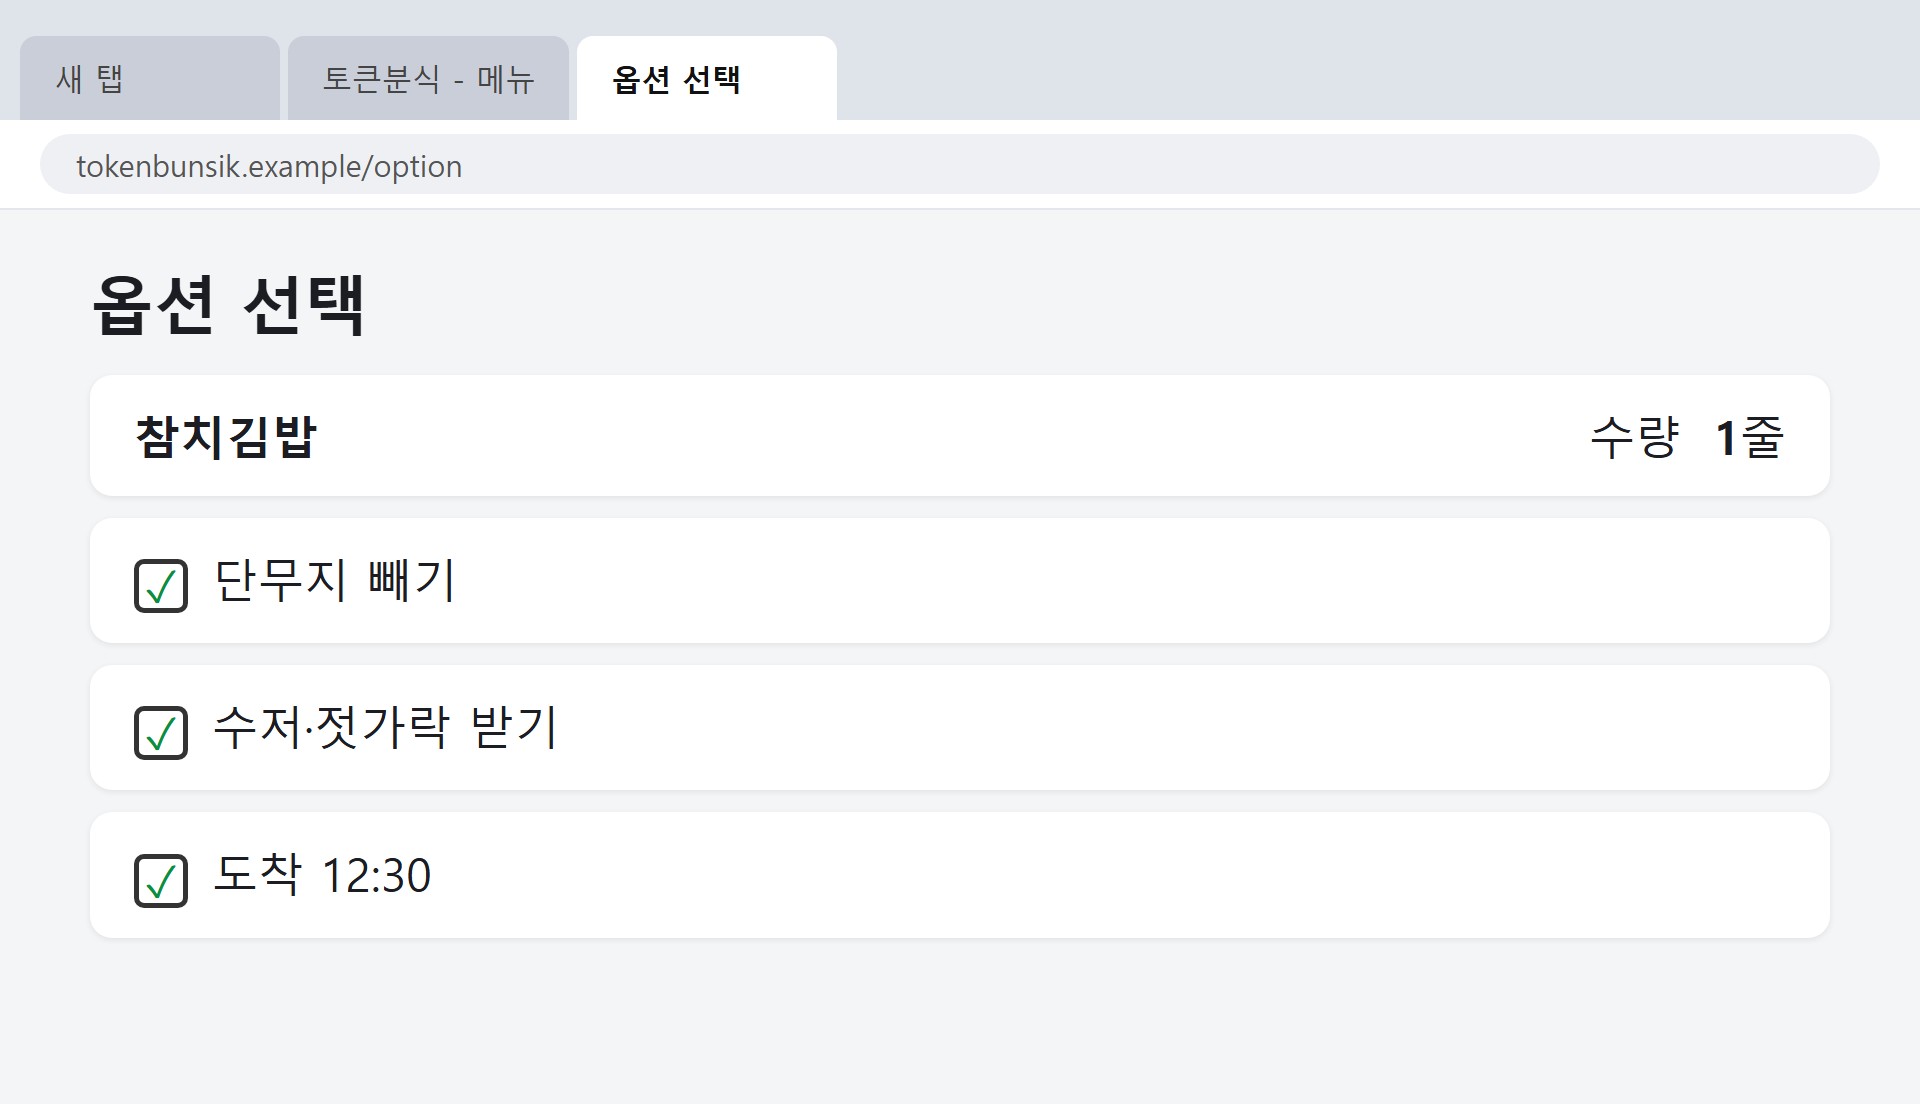 새 탭 토큰분식 - 메뉴 옵션 선택
tokenbunsik.example/option
옵션 선택
참치김밥 수량 1줄
✓ 단무지 빼기
✓ 수저·젓가락 받기
✓ 도착 12:30